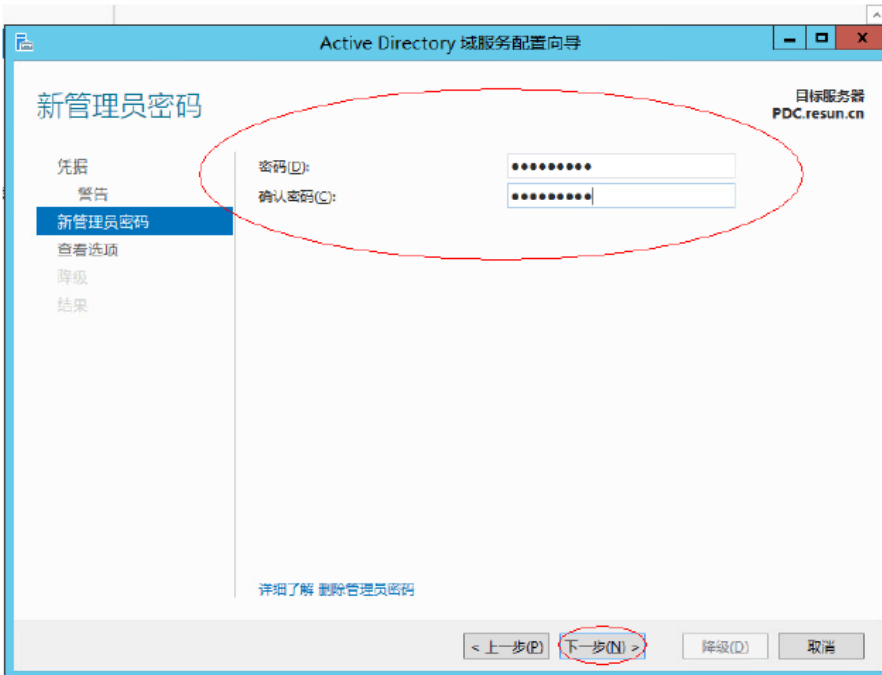 Active Directory 域服务配置向导
新管理员密码
目标服务器
PDC.resun.cn
凭据
警告
新管理员密码
查看选项
降级
结果
密码(D):
●●●●●●●●●
确认密码(C):
●●●●●●●●●
详细了解 删除管理员密码
< 上一步(P)
下一步(N) >
降级(D)
取消